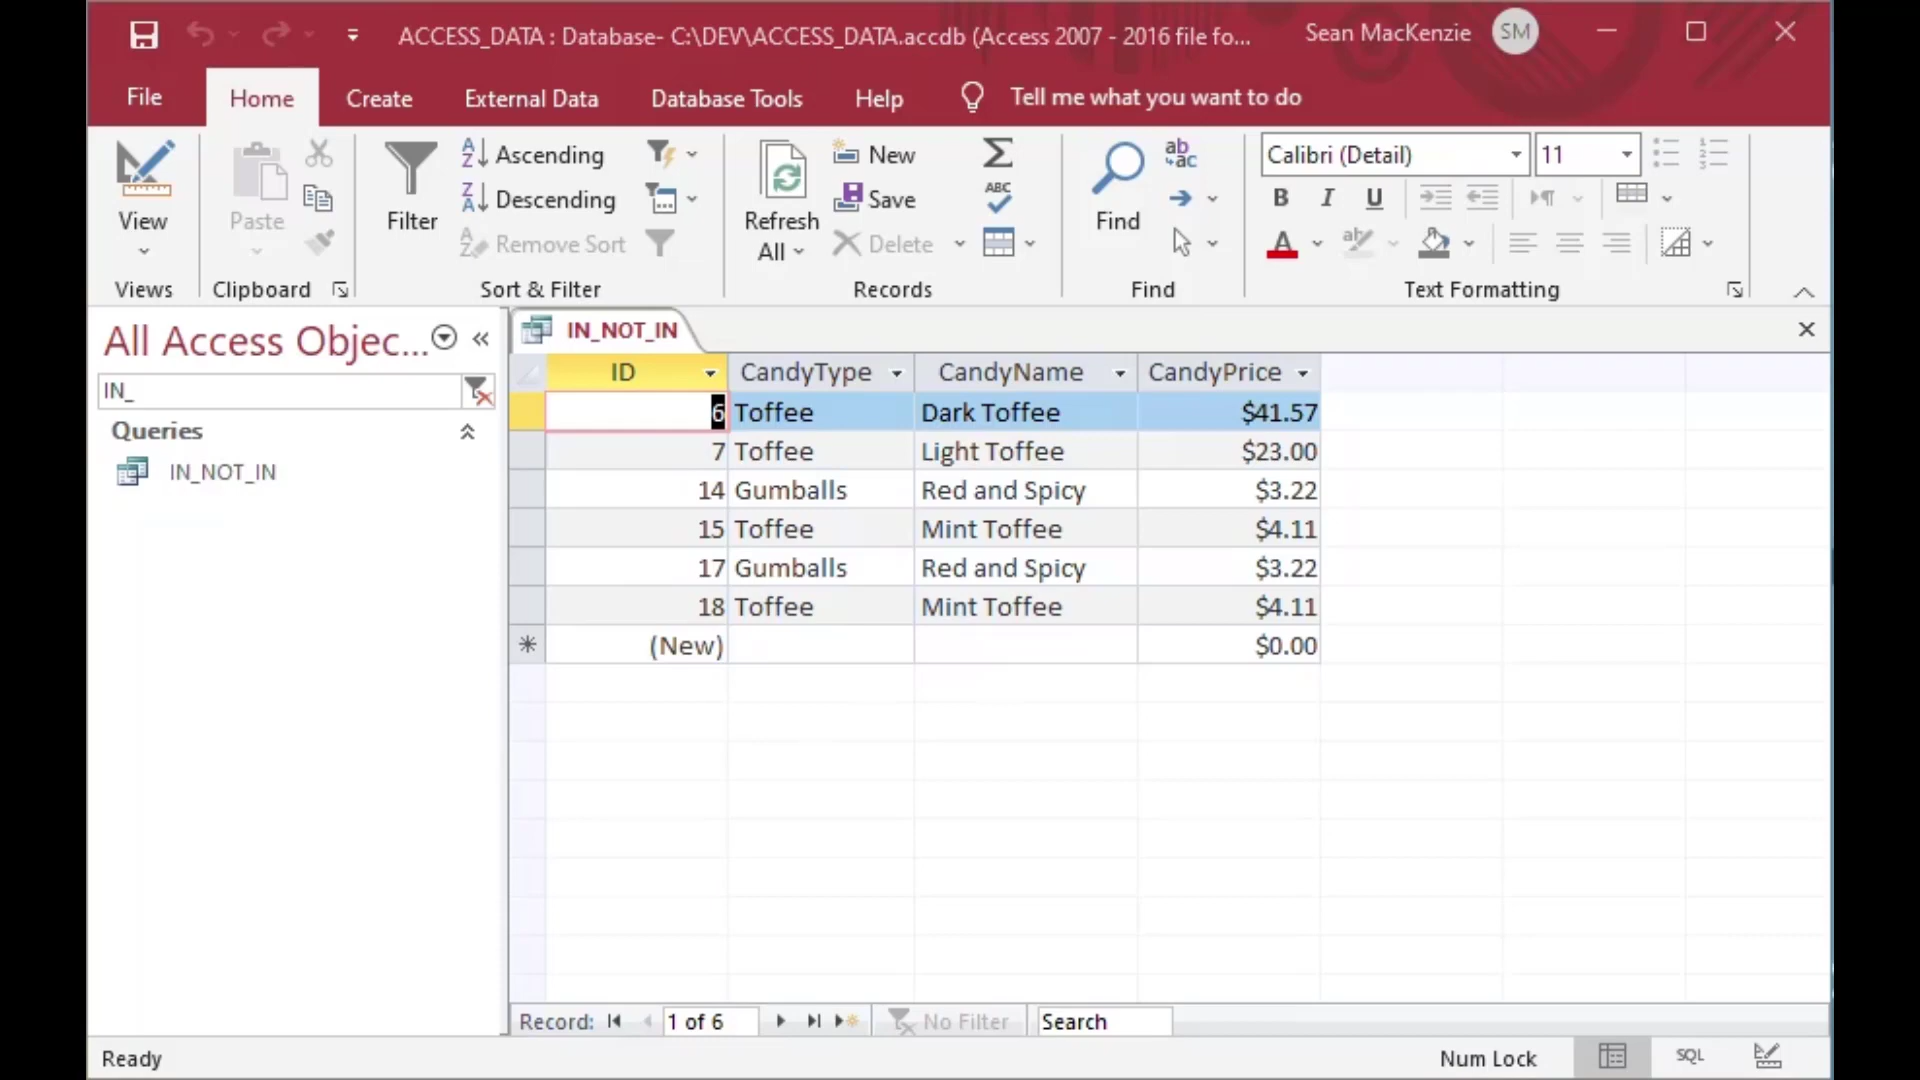 ACCESS_DATA : Database- C:\DEV\ACCESS_DATA.accdb (Access 2007 - 2016 file fo... Sean MacKenzie SM
File Home Create External Data Database Tools Help Tell me what you want to do
View
Views
Paste
Clipboard
Filter
Ascending
Descending
Remove Sort
Sort & Filter
Refresh
All
New
Save
Delete
Records
Find
Find
Calibri (Detail) 11
B I U
Text Formatting
All Access Objec...
IN_
Queries
IN_NOT_IN
IN_NOT_IN
ID CandyType CandyName CandyPrice
6 Toffee Dark Toffee $41.57
7 Toffee Light Toffee $23.00
14 Gumballs Red and Spicy $3.22
15 Toffee Mint Toffee $4.11
17 Gumballs Red and Spicy $3.22
18 Toffee Mint Toffee $4.11
(New) $0.00
Record: 1 of 6 No Filter Search
Ready Num Lock SQL